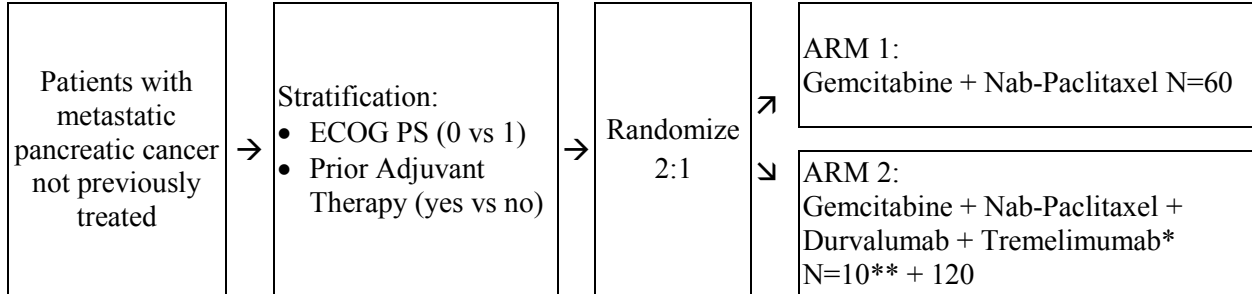 Patients with
metastatic
pancreatic cancer
not previously
treated
→
Stratification:
• ECOG PS (0 vs 1)
• Prior Adjuvant
Therapy (yes vs no)
→
Randomize
2:1
↗
↘
ARM 1:
Gemcitabine + Nab-Paclitaxel N=60
ARM 2:
Gemcitabine + Nab-Paclitaxel +
Durvalumab + Tremelimumab*
N=10** + 120